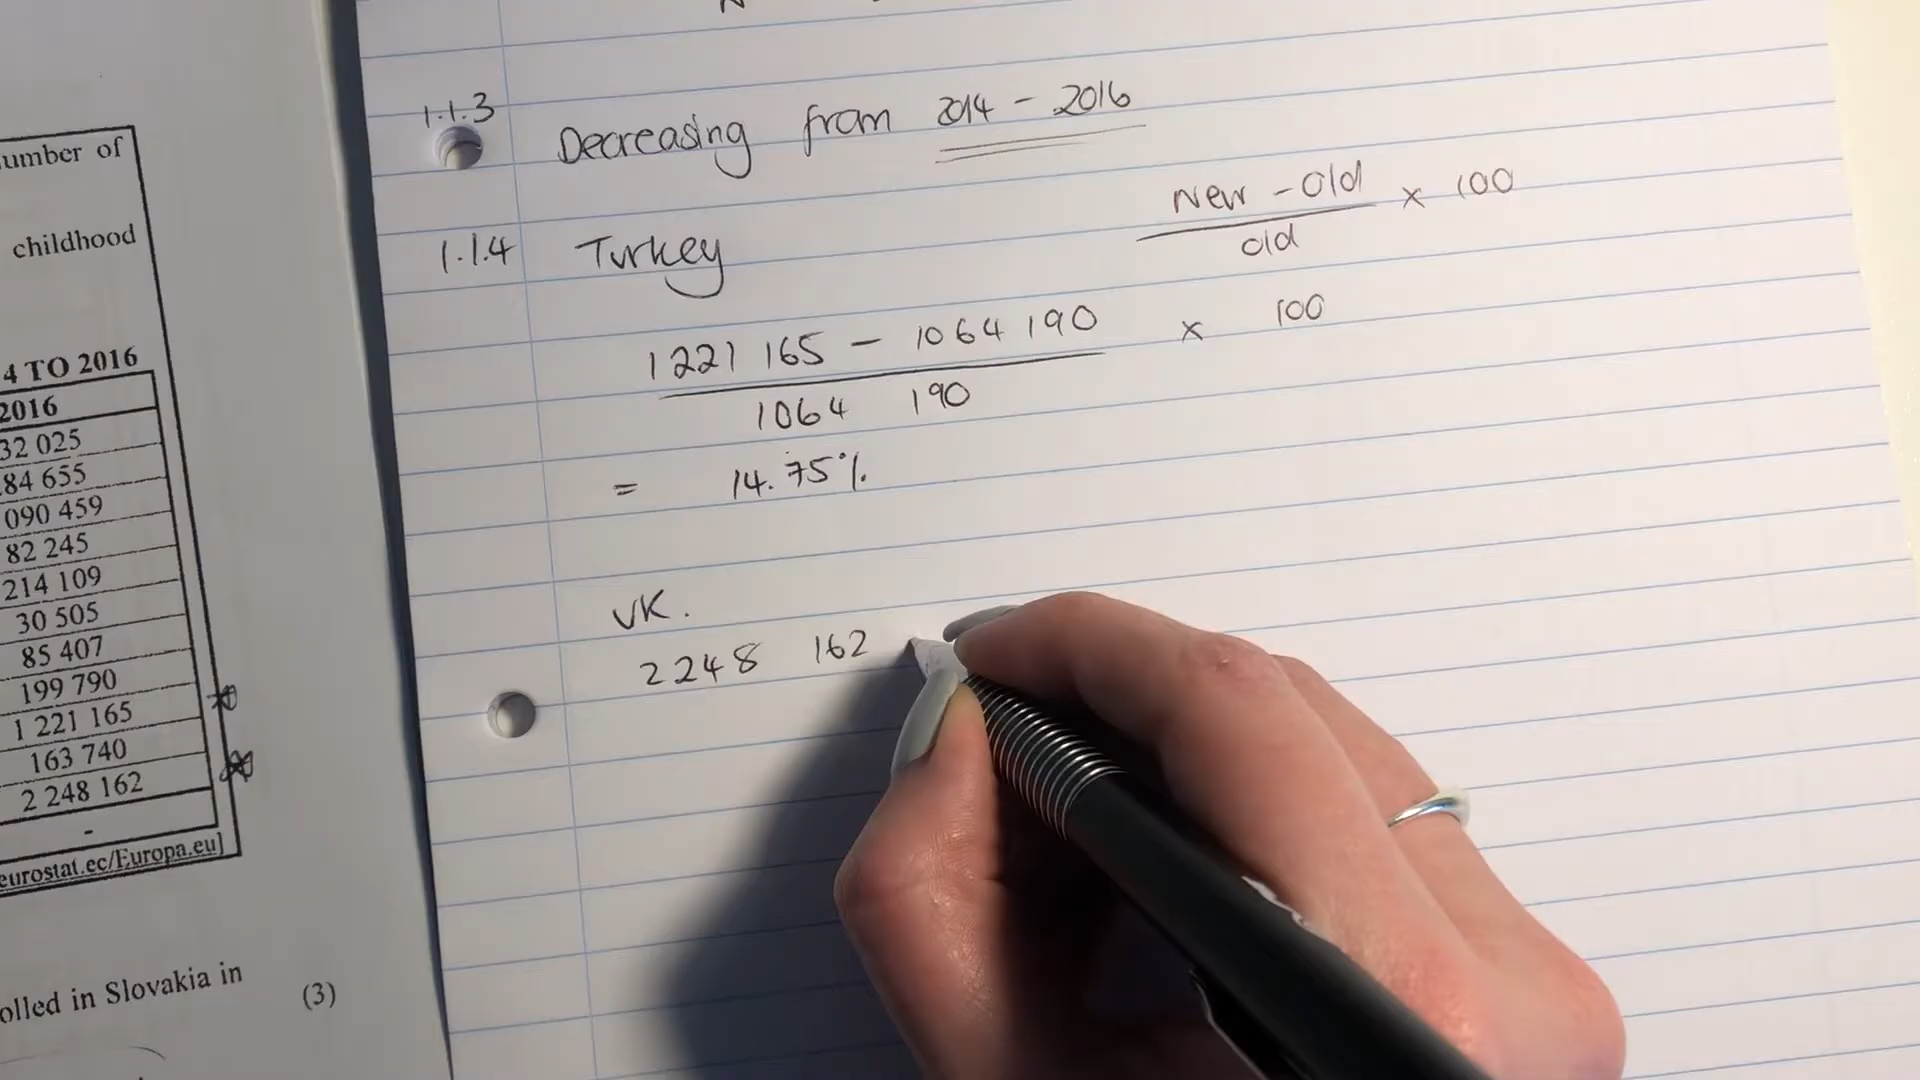 number of
childhood
4 TO 2016
2016
32 025
84 655
090 459
82 245
214 109
30 505
85 407
199 790
1 221 165
163 740
2 248 162
-
eurostat.ec/Europa.eu]
olled in Slovakia in
(3)
1.1.3 Decreasing from 2014 - 2016
New - Old × 100
old
1.1.4 Turkey
1221 165 - 1064 190 × 100
1064 190
= 14.75%
UK.
2248 162